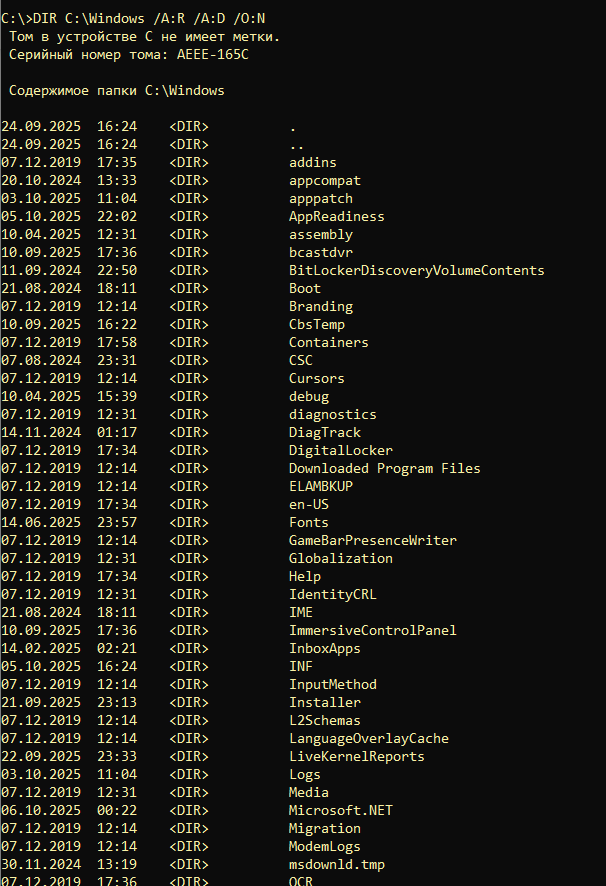 C:\>DIR C:\Windows /A:R /A:D /O:N
Том в устройстве C не имеет метки.
Серийный номер тома: AEEE-165C
Содержимое папки C:\Windows
24.09.2025 16:24 <DIR> .
24.09.2025 16:24 <DIR> ..
07.12.2019 17:35 <DIR> addins
20.10.2024 13:33 <DIR> appcompat
03.10.2025 11:04 <DIR> apppatch
05.10.2025 22:02 <DIR> AppReadiness
10.04.2025 12:31 <DIR> assembly
10.09.2025 17:36 <DIR> bcastdvr
11.09.2024 22:50 <DIR> BitLockerDiscoveryVolumeContents
21.08.2024 18:11 <DIR> Boot
07.12.2019 12:14 <DIR> Branding
10.09.2025 16:22 <DIR> CbsTemp
07.12.2019 17:58 <DIR> Containers
07.08.2024 23:31 <DIR> CSC
07.12.2019 12:14 <DIR> Cursors
10.04.2025 15:39 <DIR> debug
07.12.2019 12:31 <DIR> diagnostics
14.11.2024 01:17 <DIR> DiagTrack
07.12.2019 17:34 <DIR> DigitalLocker
07.12.2019 12:14 <DIR> Downloaded Program Files
07.12.2019 12:14 <DIR> ELAMBKUP
07.12.2019 17:34 <DIR> en-US
14.06.2025 23:57 <DIR> Fonts
07.12.2019 12:14 <DIR> GameBarPresenceWriter
07.12.2019 12:31 <DIR> Globalization
07.12.2019 17:34 <DIR> Help
07.12.2019 12:31 <DIR> IdentityCRL
21.08.2024 18:11 <DIR> IME
10.09.2025 17:36 <DIR> ImmersiveControlPanel
14.02.2025 02:21 <DIR> InboxApps
05.10.2025 16:24 <DIR> INF
07.12.2019 12:14 <DIR> InputMethod
21.09.2025 23:13 <DIR> Installer
07.12.2019 12:14 <DIR> L2Schemas
07.12.2019 12:14 <DIR> LanguageOverlayCache
22.09.2025 23:33 <DIR> LiveKernelReports
03.10.2025 11:04 <DIR> Logs
07.12.2019 12:31 <DIR> Media
06.10.2025 00:22 <DIR> Microsoft.NET
07.12.2019 12:14 <DIR> Migration
07.12.2019 12:14 <DIR> ModemLogs
30.11.2024 13:19 <DIR> msdownld.tmp
07.12.2019 17:36 <DIR> OCR